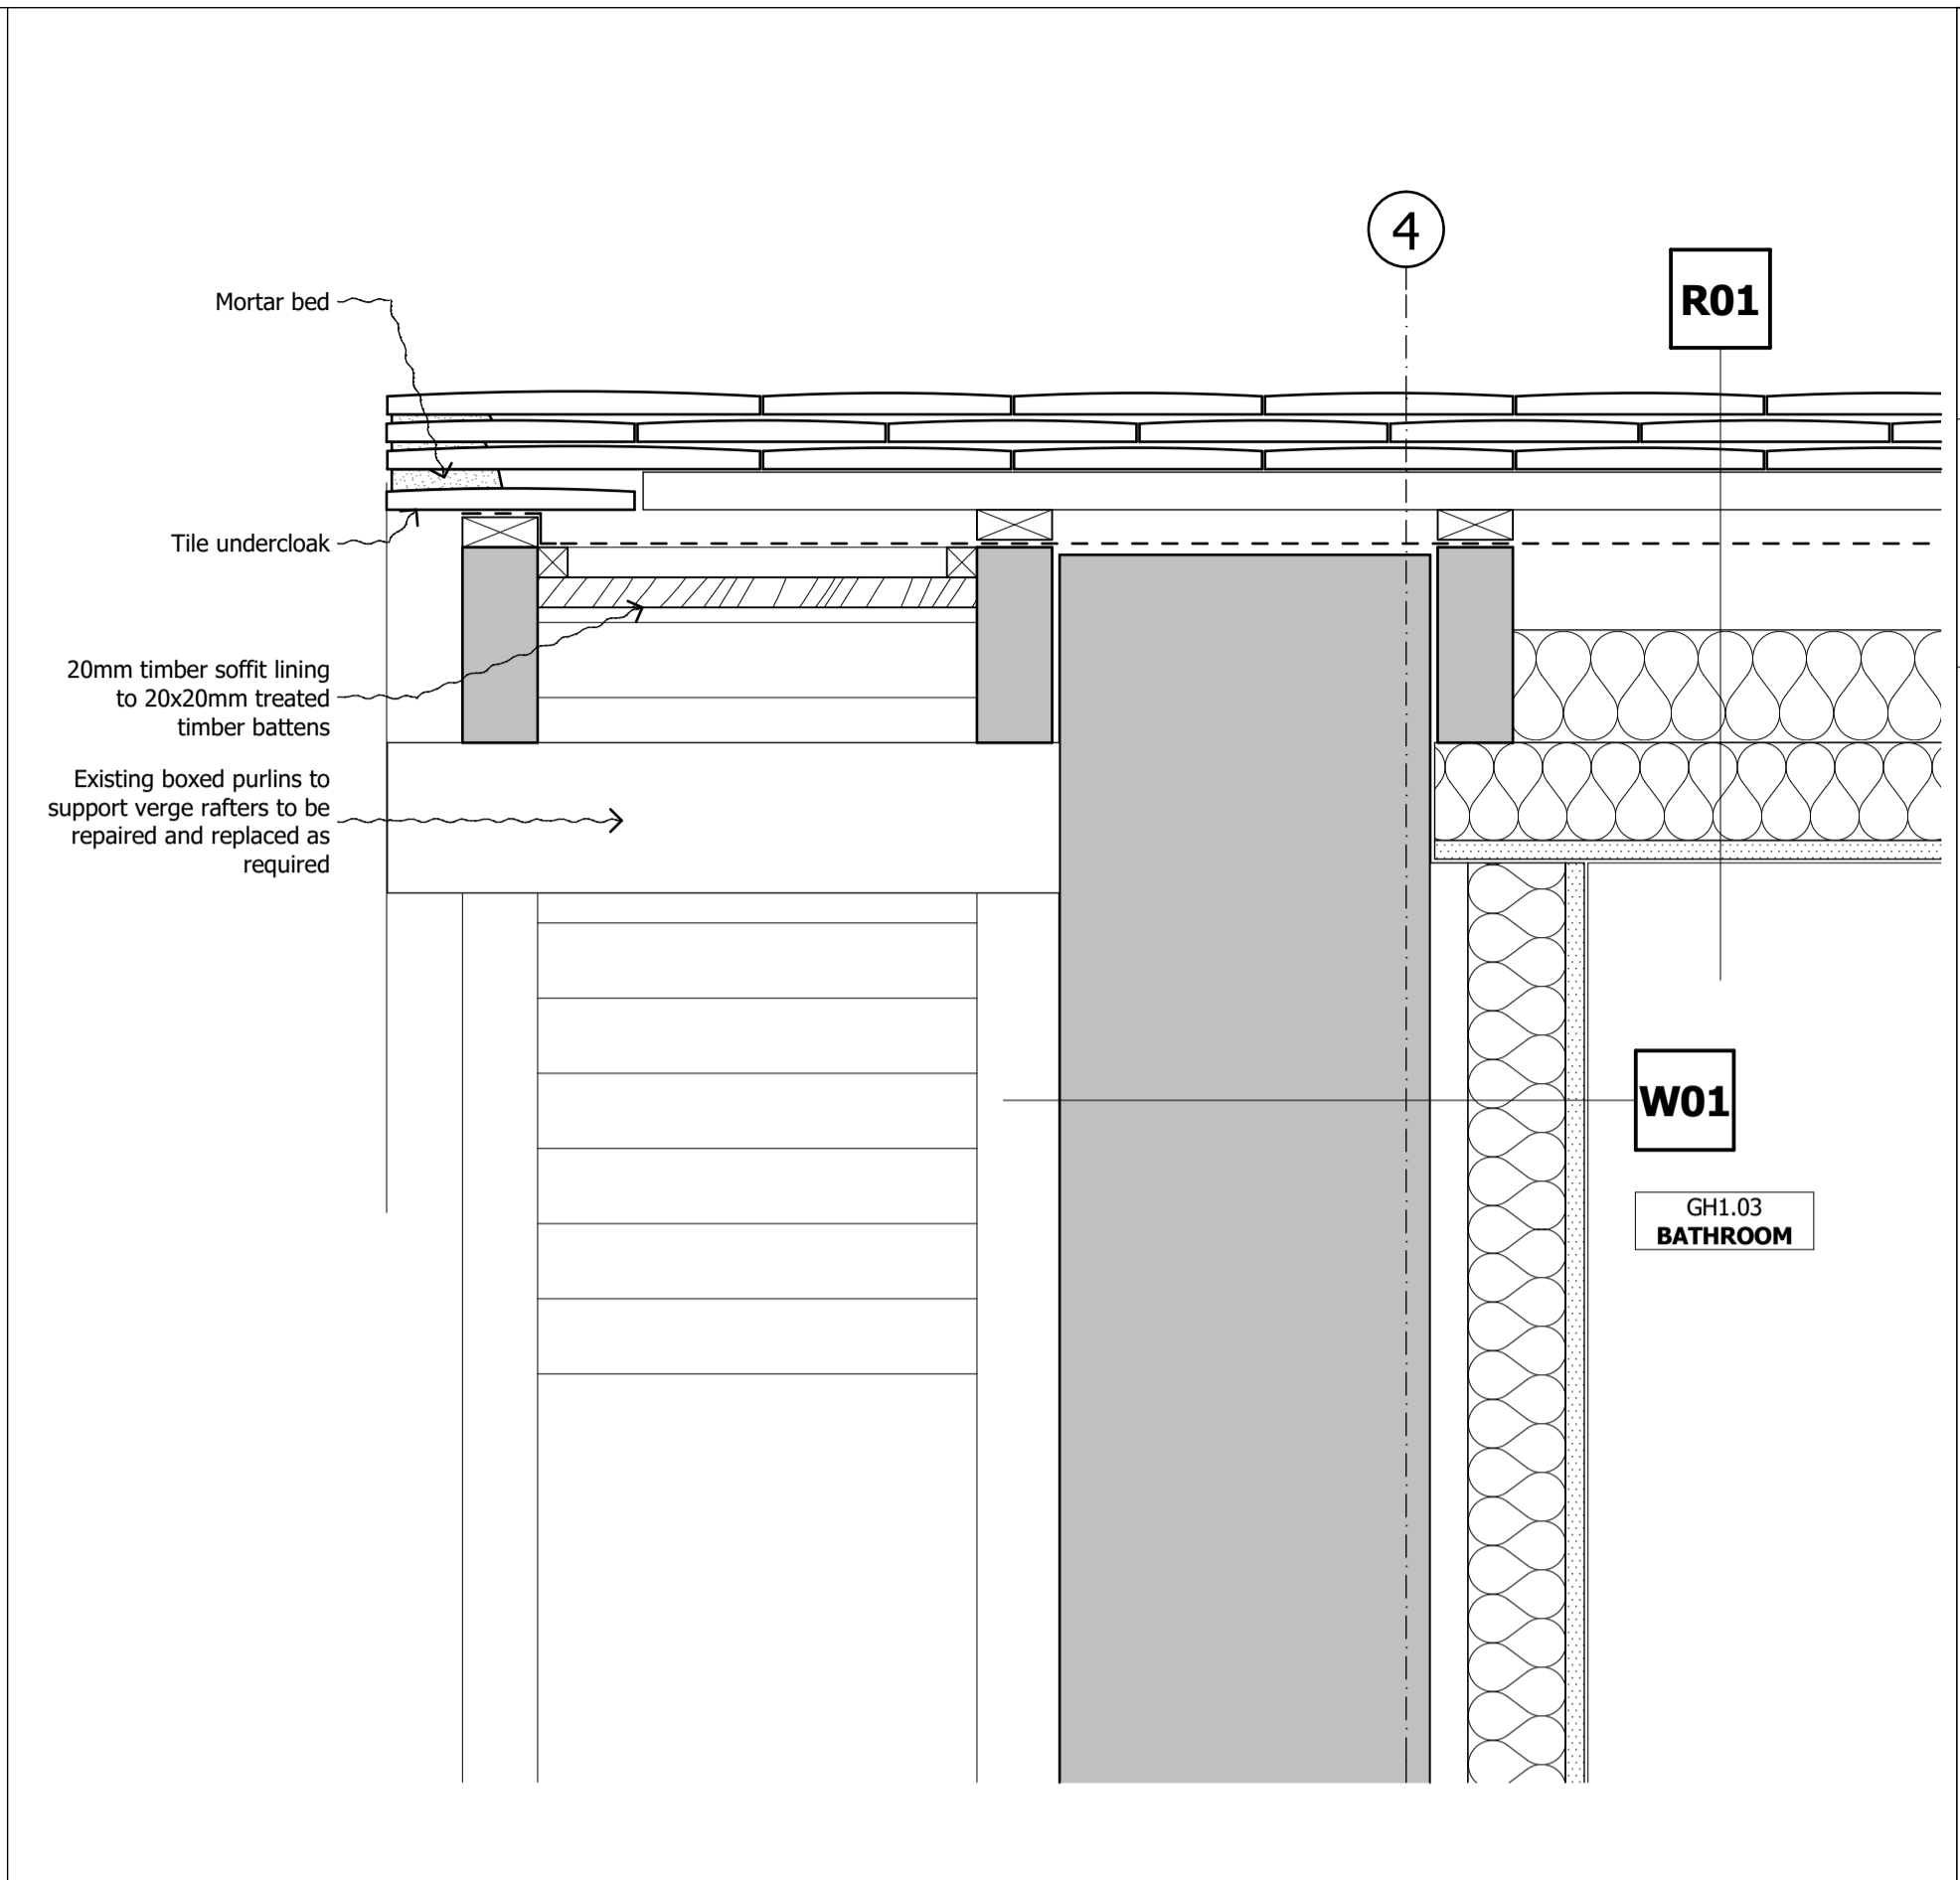 4
R01
Mortar bed
Tile undercloak
20mm timber soffit lining
to 20x20mm treated
timber battens
Existing boxed purlins to
support verge rafters to be
repaired and replaced as
required
W01
GH1.03
BATHROOM